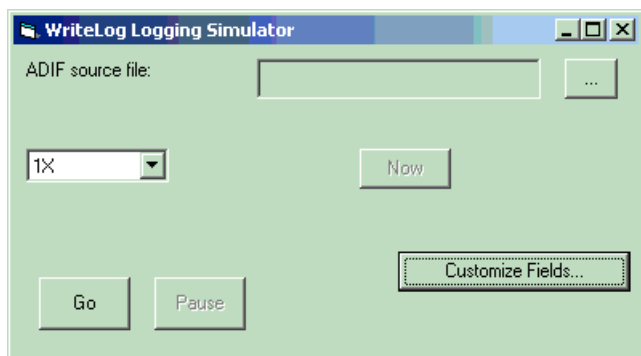 WriteLog Logging Simulator
ADIF source file:
...
1X
Now
Customize Fields...
Go
Pause